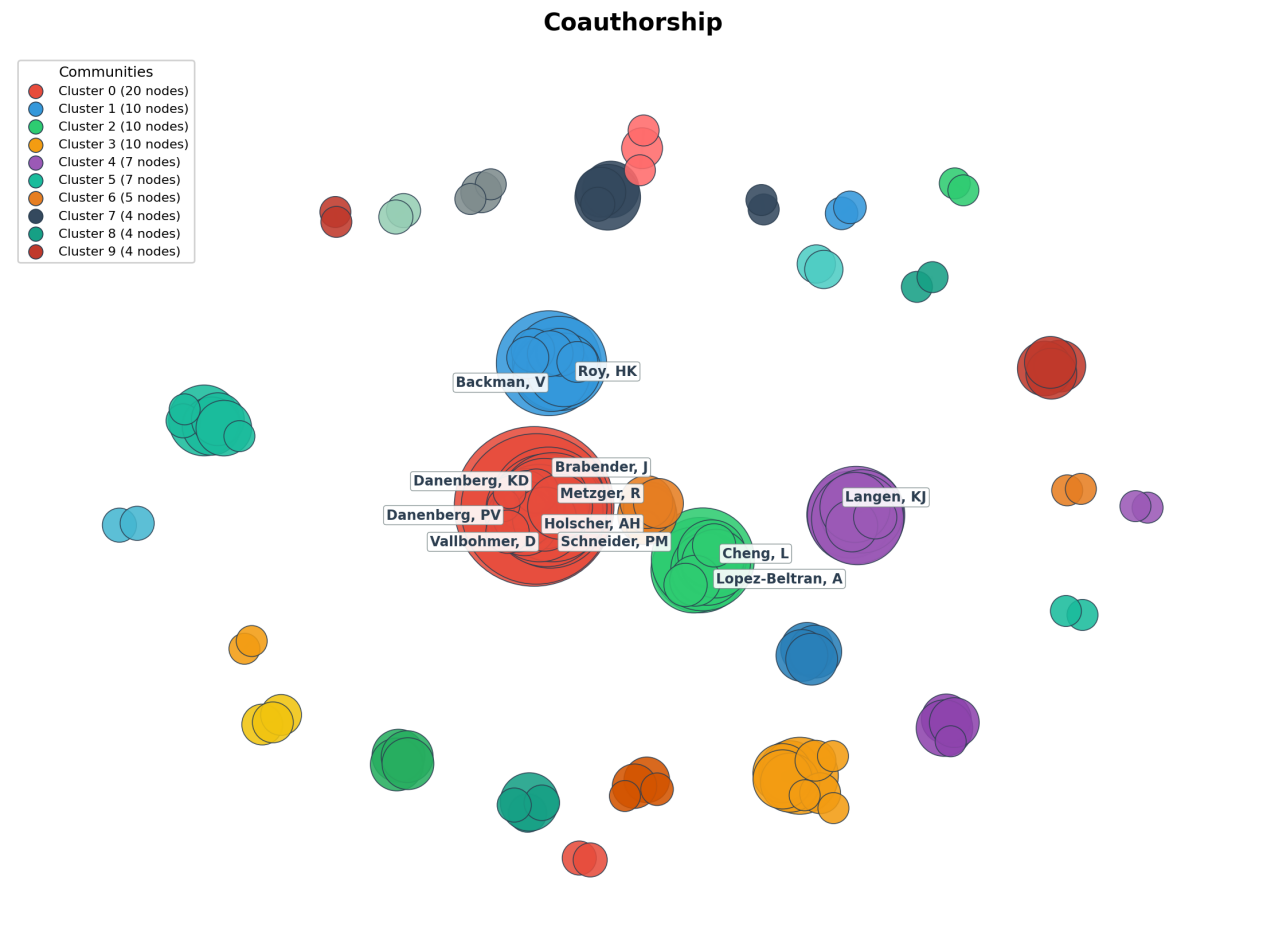 Coauthorship
Communities
Cluster 0 (20 nodes)
Cluster 1 (10 nodes)
Cluster 2 (10 nodes)
Cluster 3 (10 nodes)
Cluster 4 (7 nodes)
Cluster 5 (7 nodes)
Cluster 6 (5 nodes)
Cluster 7 (4 nodes)
Cluster 8 (4 nodes)
Cluster 9 (4 nodes)
Roy, HK
Backman, V
Brabender, J
Danenberg, KD
Metzger, R
Langen, KJ
Danenberg, PV
Holscher, AH
Vallbohmer, D
Schneider, PM
Cheng, L
Lopez-Beltran, A